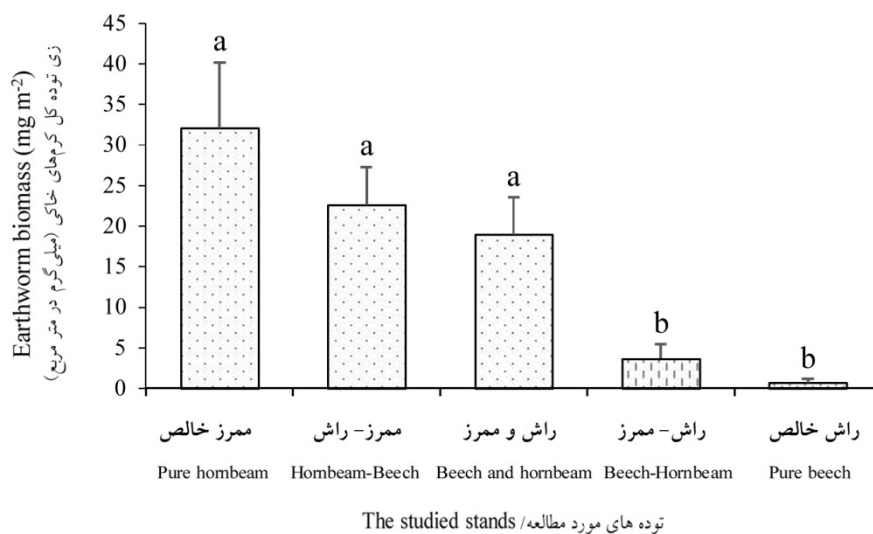 Earthworm biomass (mg m-2)
زی توده کل کرم‌های خاکی (میلی‌گرم در متر مربع)
45
40
35
30
25
20
15
10
5
0
a
a
a
b
b
ممرز خالص
ممرز- راش
راش و ممرز
راش- ممرز
راش خالص
Pure hornbeam
Hornbeam-Beech
Beech and hornbeam
Beech-Hornbeam
Pure beech
The studied stands /توده های مورد مطالعه